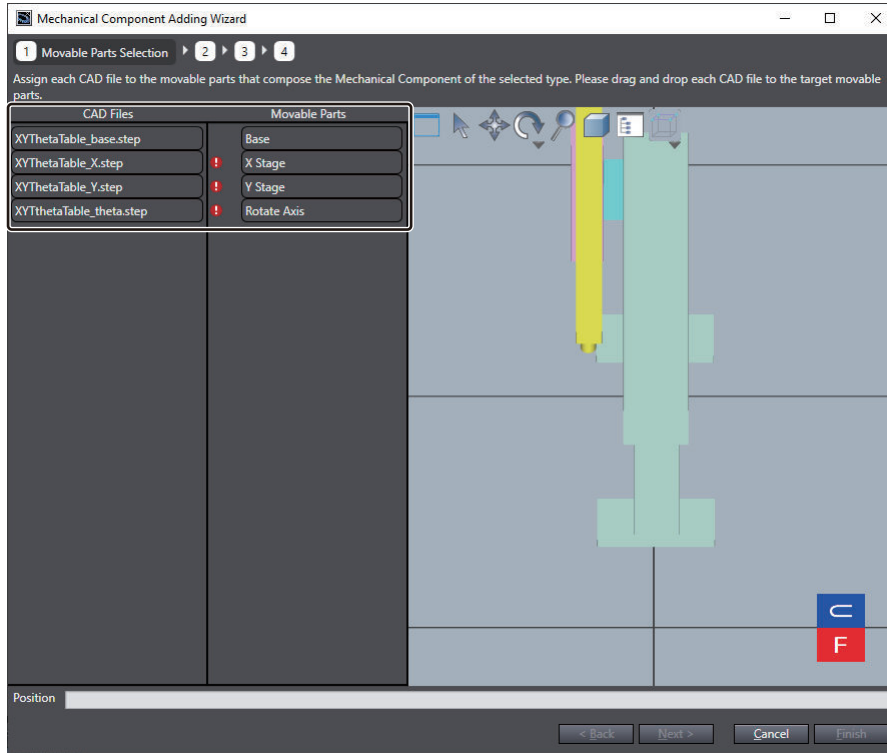 Mechanical Component Adding Wizard
1 Movable Parts Selection 2 3 4
Assign each CAD file to the movable parts that compose the Mechanical Component of the selected type. Please drag and drop each CAD file to the target movable
parts.
CAD Files Movable Parts
XYThetaTable_base.step Base
XYThetaTable_X.step ! X Stage
XYThetaTable_Y.step ! Y Stage
XYTthetaTable_theta.step ! Rotate Axis
F
Position
< Back Next > Cancel Finish